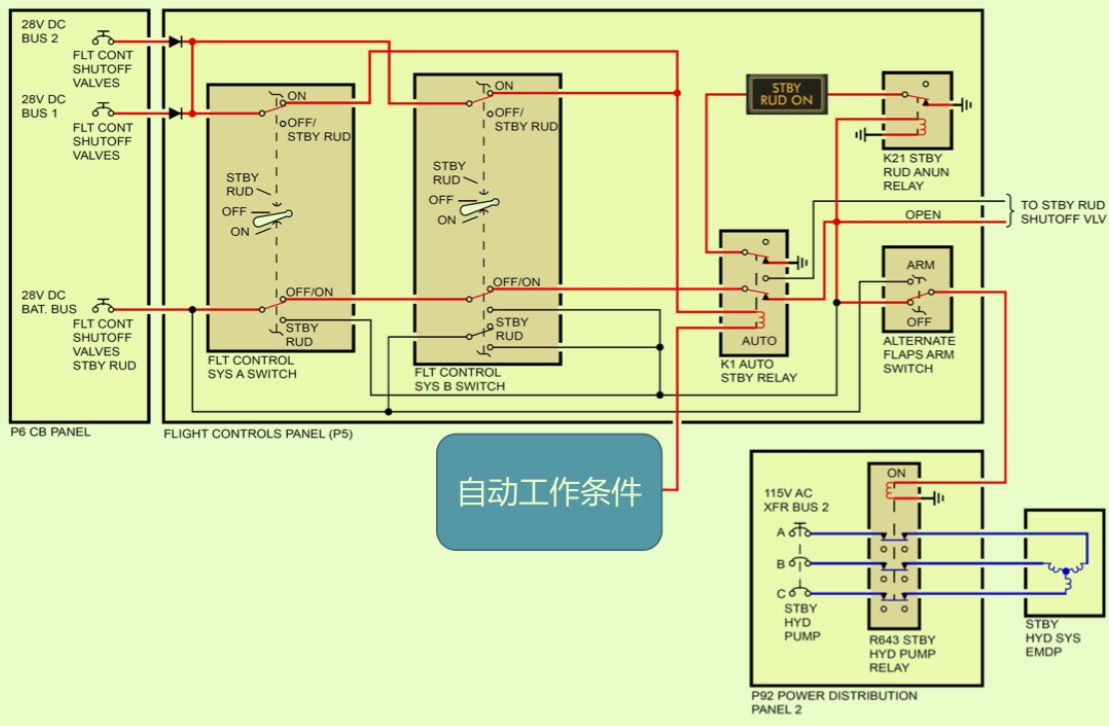 28V DC
BUS 2
FLT CONT
SHUTOFF
VALVES
28V DC
BUS 1
FLT CONT
SHUTOFF
VALVES
28V DC
BAT. BUS
FLT CONT
SHUTOFF
VALVES
STBY RUD
P6 CB PANEL
ON
OFF/
STBY RUD
STBY
RUD
OFF
ON
OFF/ON
STBY
RUD
FLT CONTROL
SYS A SWITCH
ON
OFF/
STBY RUD
STBY
RUD
OFF
ON
OFF/ON
STBY
RUD
FLT CONTROL
SYS B SWITCH
STBY
RUD ON
K21 STBY
RUD ANUN
RELAY
TO STBY RUD
SHUTOFF VLV
OPEN
AUTO
K1 AUTO
STBY RELAY
ARM
OFF
ALTERNATE
FLAPS ARM
SWITCH
FLIGHT CONTROLS PANEL (P5)
自动工作条件
115V AC
XFR BUS 2
A
B
C
STBY
HYD
PUMP
ON
R643 STBY
HYD PUMP
RELAY
STBY
HYD SYS
EMDP
P92 POWER DISTRIBUTION
PANEL 2